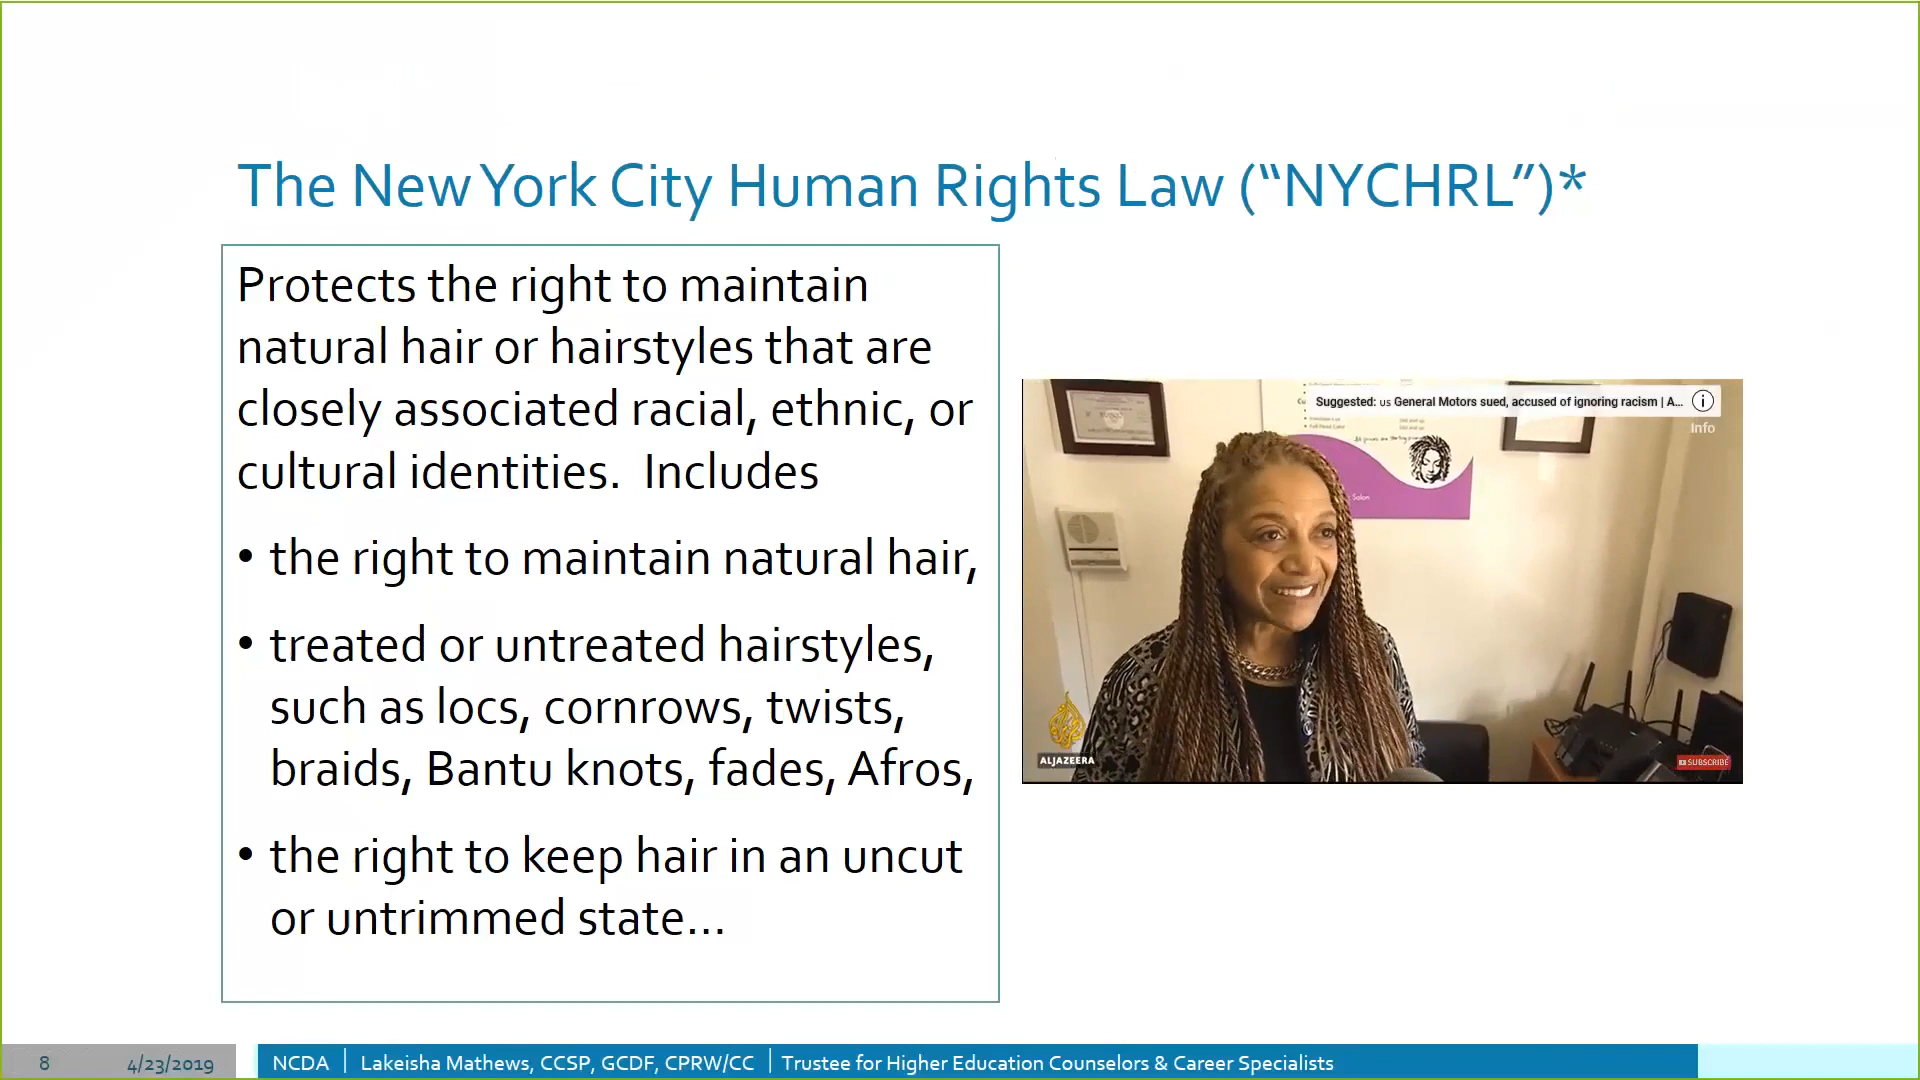 The New York City Human Rights Law (“NYCHRL”)*
Protects the right to maintain
natural hair or hairstyles that are
closely associated racial, ethnic, or
cultural identities. Includes
• the right to maintain natural hair,
• treated or untreated hairstyles,
such as locs, cornrows, twists,
braids, Bantu knots, fades, Afros,
• the right to keep hair in an uncut
or untrimmed state...
Suggested: us General Motors sued, accused of ignoring racism | A...
Info
Salon
ALJAZEERA
SUBSCRIBE
8
4/23/2019
NCDA | Lakeisha Mathews, CCSP, GCDF, CPRW/CC | Trustee for Higher Education Counselors & Career Specialists